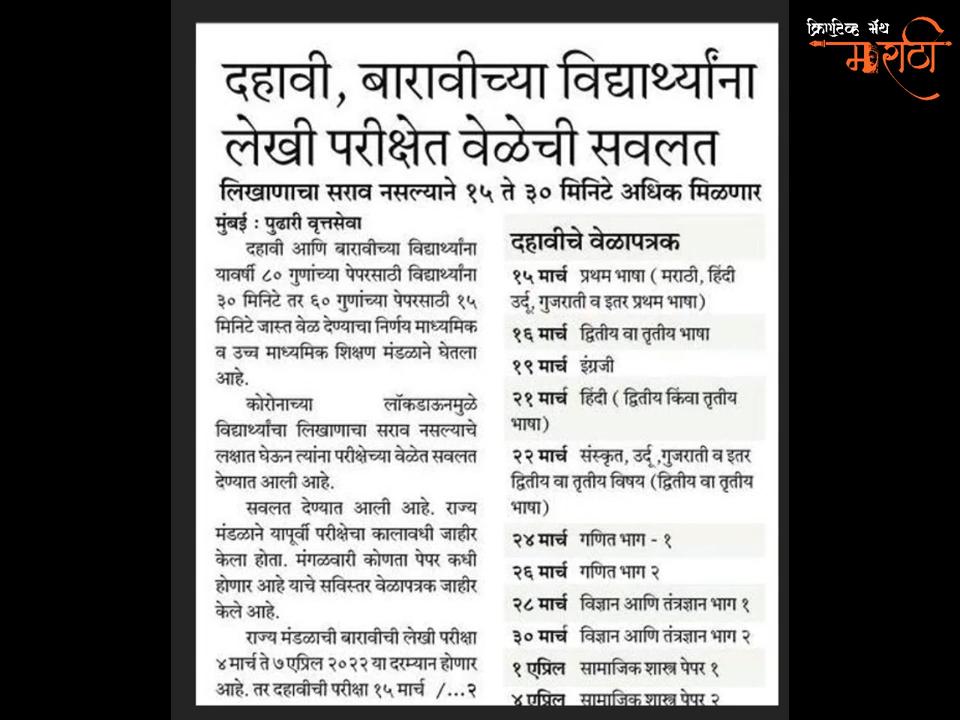 क्रिएटिव्ह मॅथ
मराठी
दहावी, बारावीच्या विद्यार्थ्यांना
लेखी परीक्षेत वेळेची सवलत
लिखाणाचा सराव नसल्याने १५ ते ३० मिनिटे अधिक मिळणार
मुंबई : पुढारी वृत्तसेवा
दहावी आणि बारावीच्या विद्यार्थ्यांना
यावर्षी ८० गुणांच्या पेपरसाठी विद्यार्थ्यांना
३० मिनिटे तर ६० गुणांच्या पेपरसाठी १५
मिनिटे जास्त वेळ देण्याचा निर्णय माध्यमिक
व उच्च माध्यमिक शिक्षण मंडळाने घेतला
आहे.
कोरोनाच्या लॉकडाऊनमुळे
विद्यार्थ्यांचा लिखाणाचा सराव नसल्याचे
लक्षात घेऊन त्यांना परीक्षेच्या वेळेत सवलत
देण्यात आली आहे.
सवलत देण्यात आली आहे. राज्य
मंडळाने यापूर्वी परीक्षेचा कालावधी जाहीर
केला होता. मंगळवारी कोणता पेपर कधी
होणार आहे याचे सविस्तर वेळापत्रक जाहीर
केले आहे.
राज्य मंडळाची बारावीची लेखी परीक्षा
४ मार्च ते ७ एप्रिल २०२२ या दरम्यान होणार
आहे. तर दहावीची परीक्षा १५ मार्च /...२
दहावीचे वेळापत्रक
१५ मार्च प्रथम भाषा ( मराठी, हिंदी
उर्दू, गुजराती व इतर प्रथम भाषा)
१६ मार्च द्वितीय वा तृतीय भाषा
१९ मार्च इंग्रजी
२१ मार्च हिंदी ( द्वितीय किंवा तृतीय
भाषा)
२२ मार्च संस्कृत, उर्दू ,गुजराती व इतर
द्वितीय वा तृतीय विषय (द्वितीय वा तृतीय
भाषा)
२४ मार्च गणित भाग - १
२६ मार्च गणित भाग २
२८ मार्च विज्ञान आणि तंत्रज्ञान भाग १
३० मार्च विज्ञान आणि तंत्रज्ञान भाग २
१ एप्रिल सामाजिक शास्त्र पेपर १
४ एप्रिल सामाजिक शास्त्र पेपर २